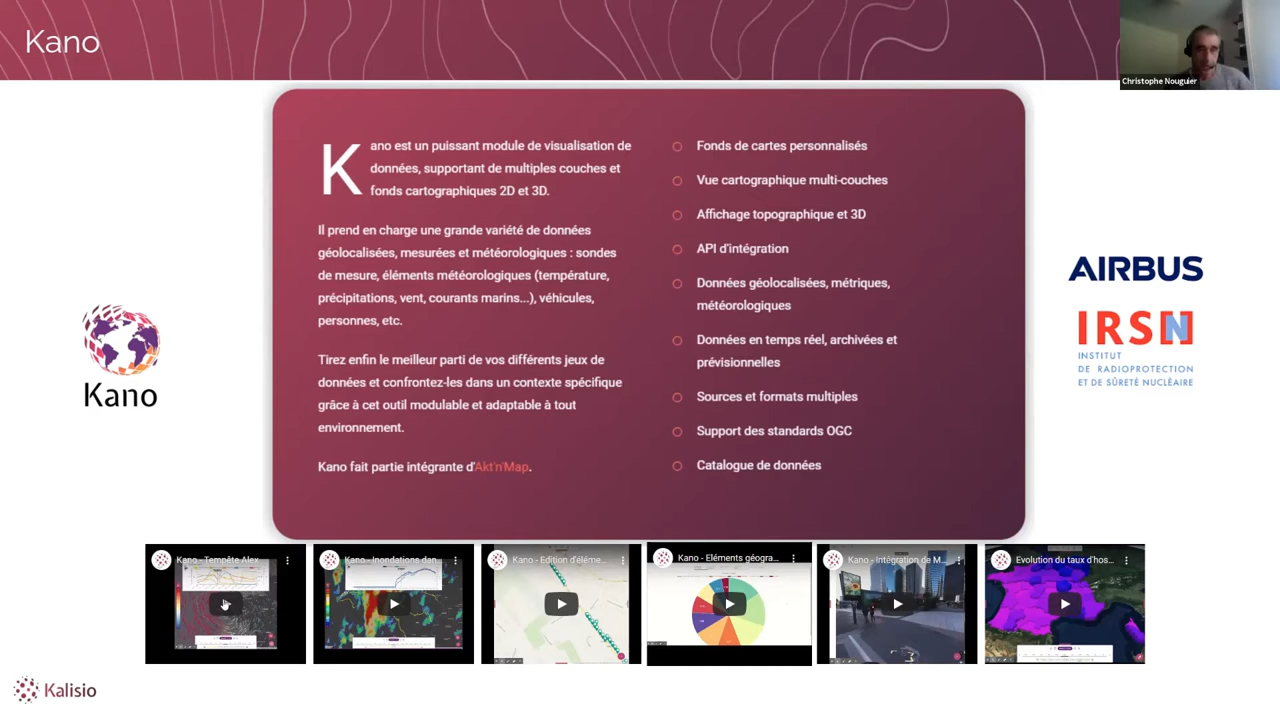 Kano
Christophe Nouguier
Kano est un puissant module de visualisation de
données, supportant de multiples couches et
fonds cartographiques 2D et 3D.
Il prend en charge une grande variété de données
géolocalisées, mesurées et météorologiques : sondes
de mesure, éléments météorologiques (température,
précipitations, vent, courants marins...), véhicules,
personnes, etc.
Tirez enfin le meilleur parti de vos différents jeux de
données et confrontez-les dans un contexte spécifique
grâce à cet outil modulable et adaptable à tout
environnement.
Kano fait partie intégrante d'Akt'n'Map.
Fonds de cartes personnalisés
Vue cartographique multi-couches
Affichage topographique et 3D
API d'intégration
Données géolocalisées, métriques,
météorologiques
Données en temps réel, archivées et
prévisionnelles
Sources et formats multiples
Support des standards OGC
Catalogue de données
Kano
AIRBUS
IRSN
INSTITUT
DE RADIOPROTECTION
ET DE SÛRETÉ NUCLÉAIRE
Kano - Tempête Alex
Kano - Inondations dan...
Kano - Edition d'éléme...
Kano - Eléments géogra...
Kano - Intégration de M...
Evolution du taux d'hos...
Kalisio